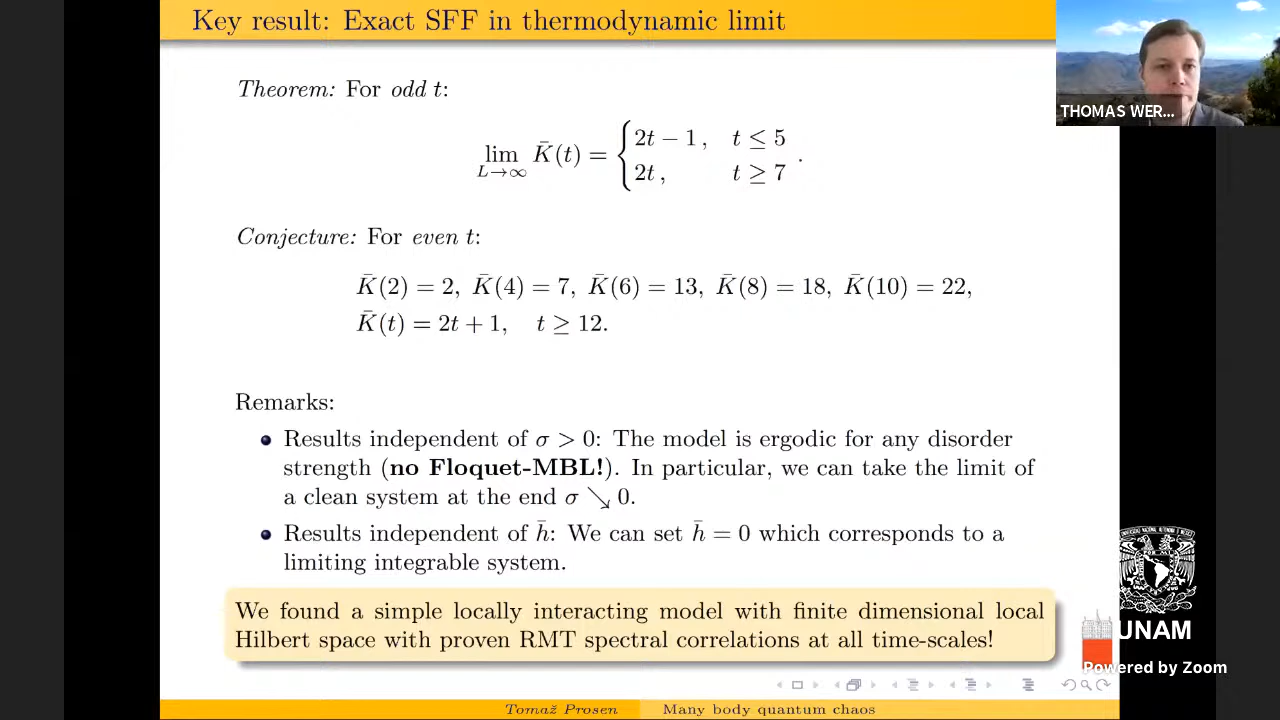 Key result: Exact SFF in thermodynamic limit
THOMAS WER...
Theorem: For odd t:
lim_{L→∞} K̄(t) = { 2t − 1, t ≤ 5
2t, t ≥ 7 .
Conjecture: For even t:
K̄(2) = 2, K̄(4) = 7, K̄(6) = 13, K̄(8) = 18, K̄(10) = 22,
K̄(t) = 2t + 1, t ≥ 12.
Remarks:
Results independent of σ > 0: The model is ergodic for any disorder
strength (no Floquet-MBL!). In particular, we can take the limit of
a clean system at the end σ ↘ 0.
Results independent of h̄: We can set h̄ = 0 which corresponds to a
limiting integrable system.
We found a simple locally interacting model with finite dimensional local
Hilbert space with proven RMT spectral correlations at all time-scales!
UNAM
Powered by Zoom
Tomaž Prosen Many body quantum chaos